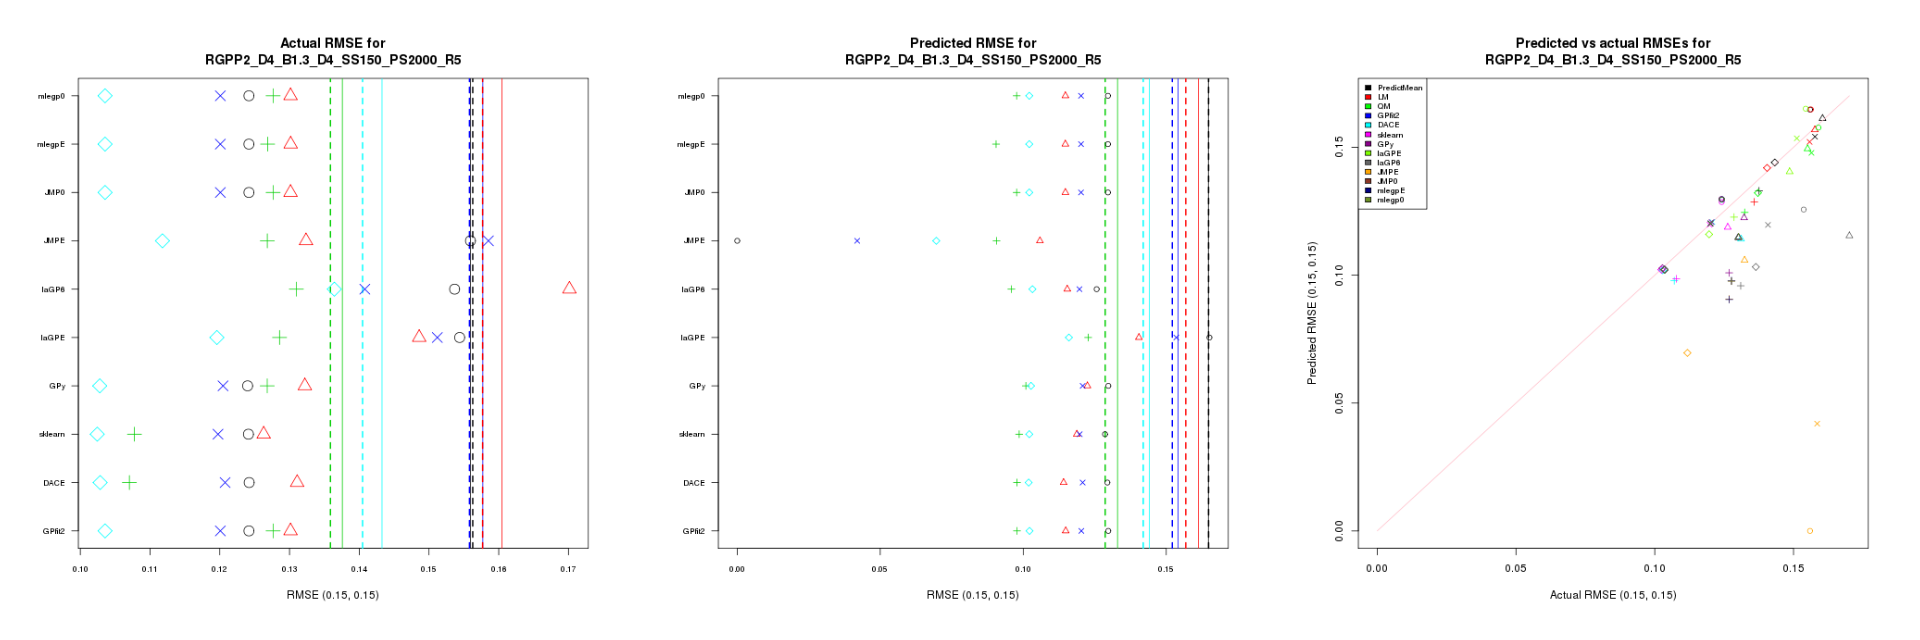 Actual RMSE for
RGPP2_D4_B1.3_D4_SS150_PS2000_R5
mlegp0
mlegpE
JMP0
JMPE
laGP6
laGPE
GPy
sklearn
DACE
GPfit2
0.10 0.11 0.12 0.13 0.14 0.15 0.16 0.17
RMSE (0.15, 0.15)
Predicted RMSE for
RGPP2_D4_B1.3_D4_SS150_PS2000_R5
mlegp0
mlegpE
JMP0
JMPE
laGP6
laGPE
GPy
sklearn
DACE
GPfit2
0.00 0.05 0.10 0.15
RMSE (0.15, 0.15)
Predicted vs actual RMSEs for
RGPP2_D4_B1.3_D4_SS150_PS2000_R5
PredictMean
LM
QM
GPfit2
DACE
sklearn
GPy
laGPE
laGP6
JMPE
JMP0
mlegpE
mlegp0
Predicted RMSE (0.15, 0.15)
0.15
0.10
0.05
0.00
0.00 0.05 0.10 0.15
Actual RMSE (0.15, 0.15)